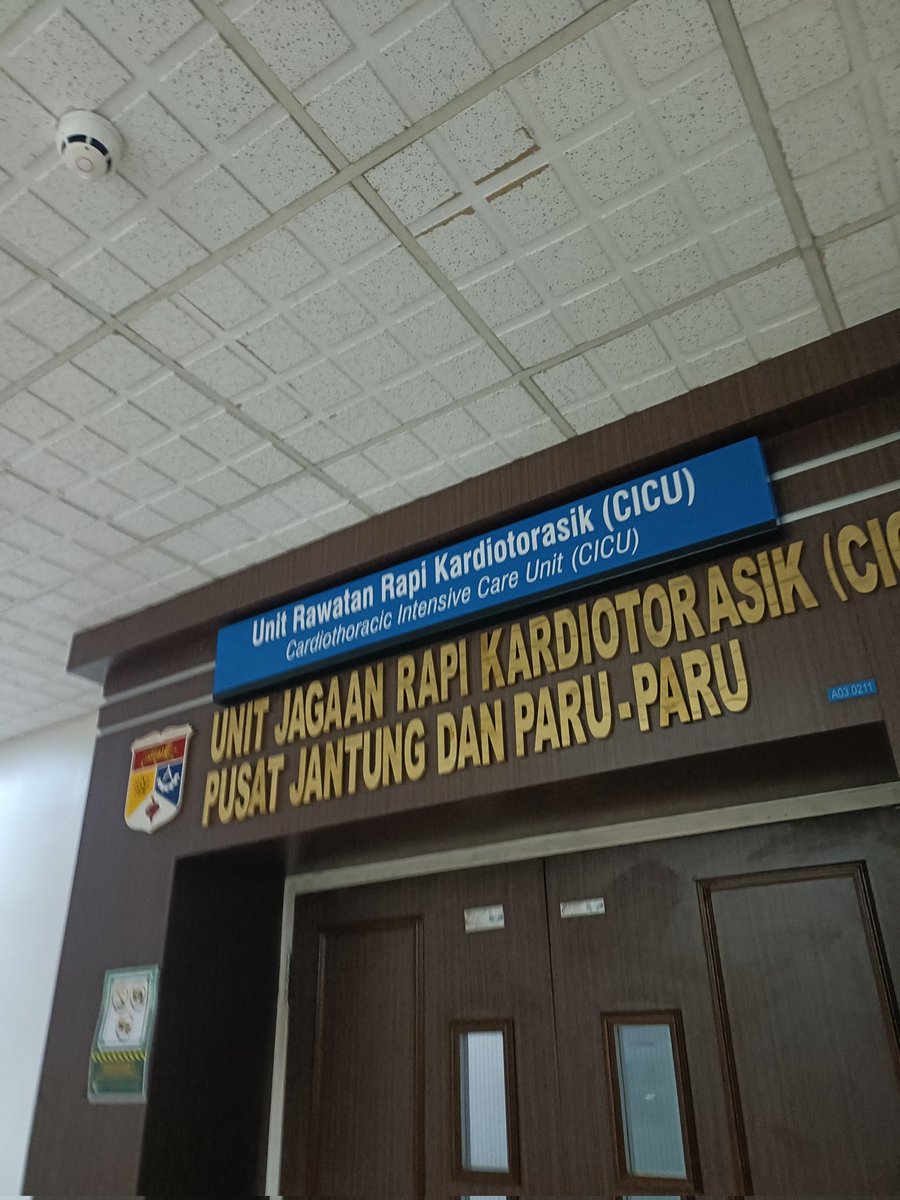 Unit Rawatan Rapi Kardiotorasik (CICU)
Cardiothoracic Intensive Care Unit (CICU)
UNIT JAGAAN RAPI KARDIOTORASIK (CIC
PUSAT JANTUNG DAN PARU-PARU
A03.0211